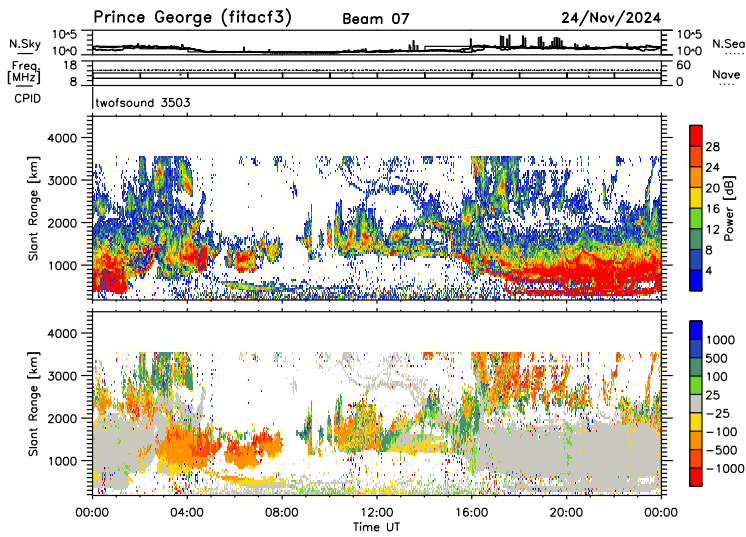 Prince George (fitacf3) Beam 07 24/Nov/2024
N.Sky 10^5 10^0 10^5 10^0 N.Sea
Freq. [MHz] 18 8 60 0 Nave
CPID twofsound 3503
Slant Range [km] 4000 3000 2000 1000
Power [dB] 28 24 20 16 12 8 4
Slant Range [km] 4000 3000 2000 1000
1000 500 100 25 -25 -100 -500 -1000
00:00 04:00 08:00 12:00 16:00 20:00 00:00
Time UT